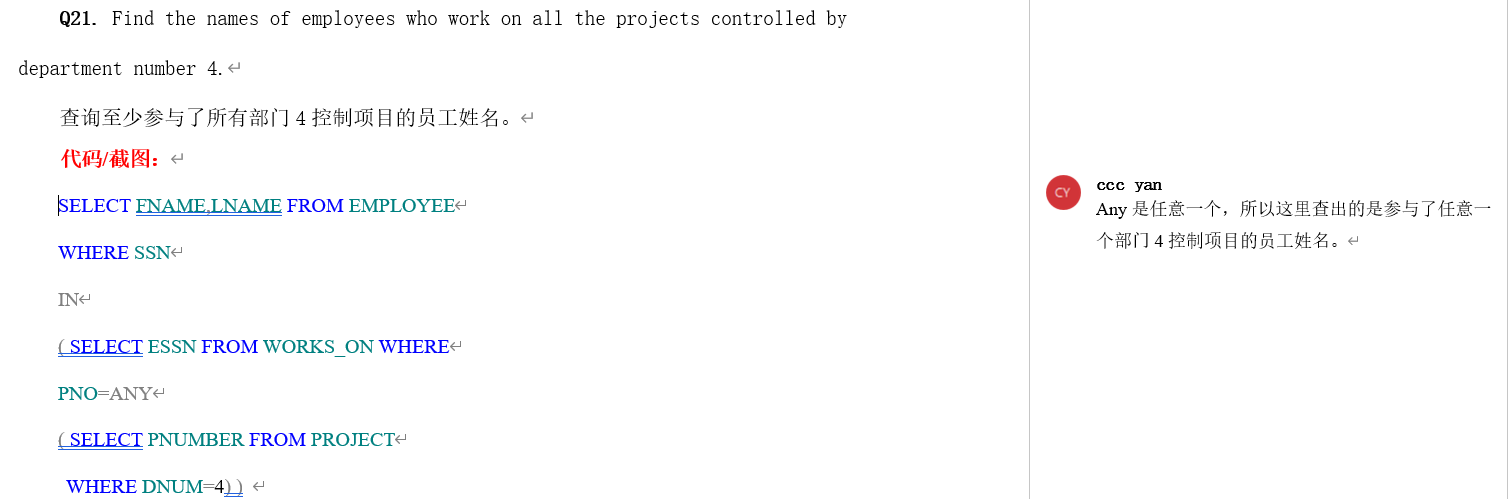 Q21. Find the names of employees who work on all the projects controlled by
department number 4.
查询至少参与了所有部门 4 控制项目的员工姓名。
代码/截图：
SELECT FNAME,LNAME FROM EMPLOYEE
WHERE SSN
IN
( SELECT ESSN FROM WORKS_ON WHERE
PNO=ANY
( SELECT PNUMBER FROM PROJECT
WHERE DNUM=4) )
CY
ccc yan
Any 是任意一个，所以这里查出的是参与了任意一
个部门 4 控制项目的员工姓名。